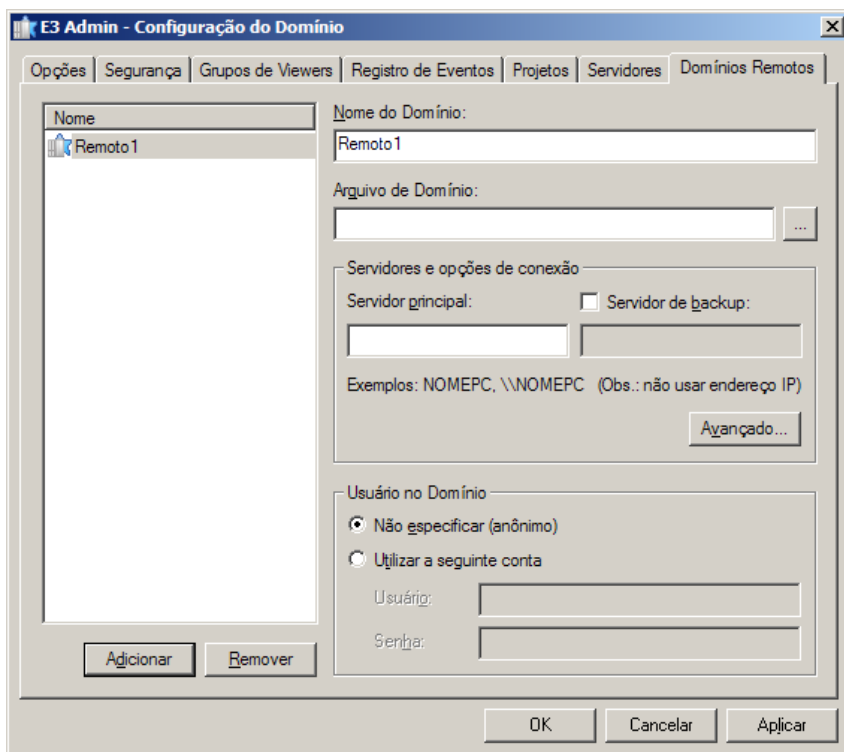 E3 Admin - Configuração do Domínio
Opções Segurança Grupos de Viewers Registro de Eventos Projetos Servidores Domínios Remotos
Nome
Remoto1
Nome do Domínio:
Remoto1
Arquivo de Domínio:
...
Servidores e opções de conexão
Servidor principal: Servidor de backup:
Exemplos: NOMEPC, \\NOMEPC (Obs.: não usar endereço IP)
Avançado...
Usuário no Domínio
Não especificar (anônimo)
Utilizar a seguinte conta
Usuário:
Senha:
Adicionar Remover
OK Cancelar Aplicar